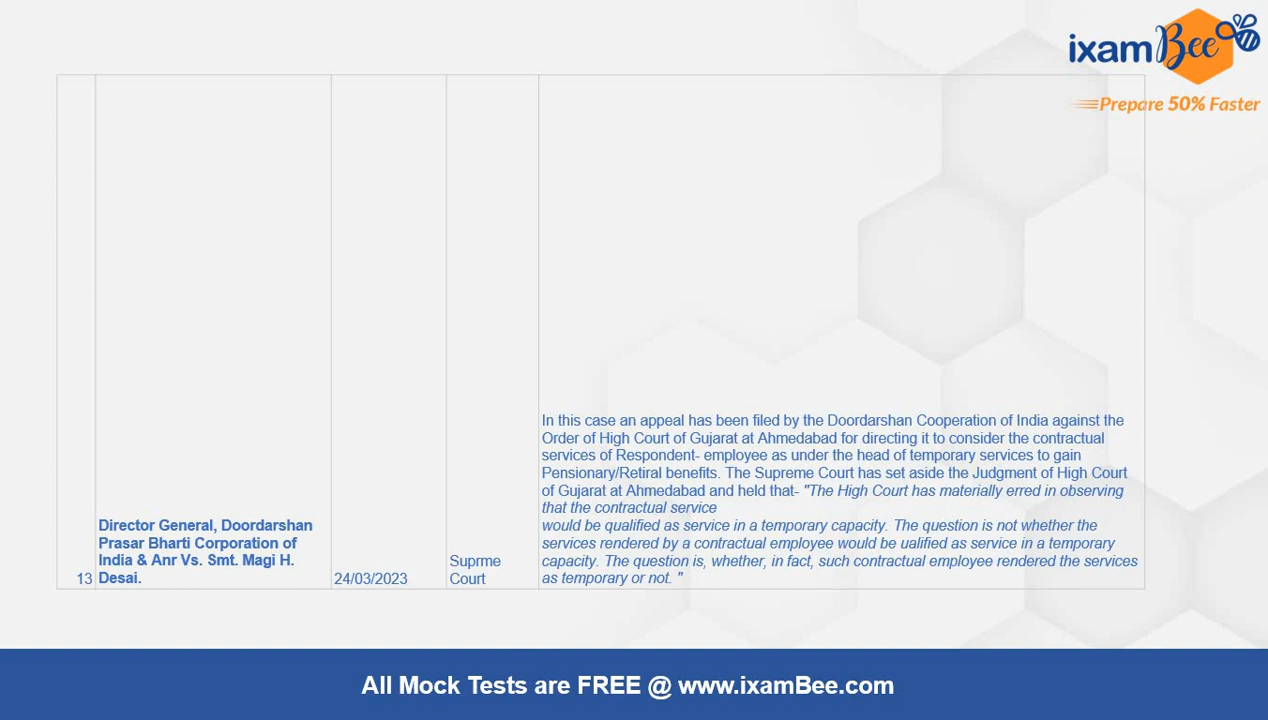 ixamBee
Prepare 50% Faster
In this case an appeal has been filed by the Doordarshan Cooperation of India against the
Order of High Court of Gujarat at Ahmedabad for directing it to consider the contractual
services of Respondent- employee as under the head of temporary services to gain
Pensionary/Retiral benefits. The Supreme Court has set aside the Judgment of High Court
of Gujarat at Ahmedabad and held that- "The High Court has materially erred in observing
that the contractual service
would be qualified as service in a temporary capacity. The question is not whether the
services rendered by a contractual employee would be ualified as service in a temporary
capacity. The question is, whether, in fact, such contractual employee rendered the services
as temporary or not. "
13
Director General, Doordarshan
Prasar Bharti Corporation of
India & Anr Vs. Smt. Magi H.
Desai.
24/03/2023
Suprme
Court
All Mock Tests are FREE @ www.ixamBee.com